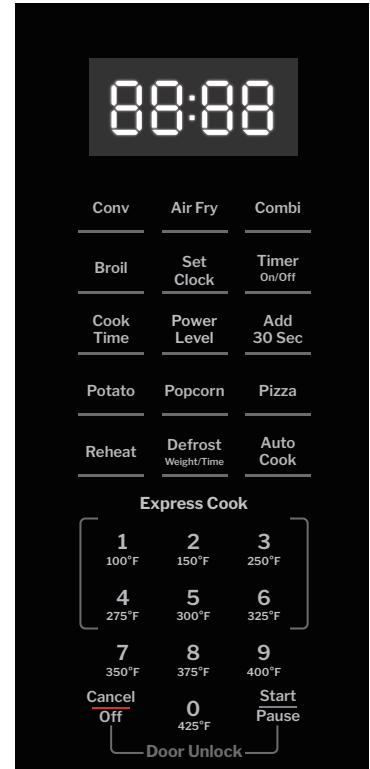 88:88
Conv Air Fry Combi
Broil Set Clock Timer On/Off
Cook Time Power Level Add 30 Sec
Potato Popcorn Pizza
Reheat Defrost Weight/Time Auto Cook
Express Cook
1 2 3
100°F 150°F 250°F
4 5 6
275°F 300°F 325°F
7 8 9
350°F 375°F 400°F
Cancel Off 0 425°F Start Pause
Door Unlock